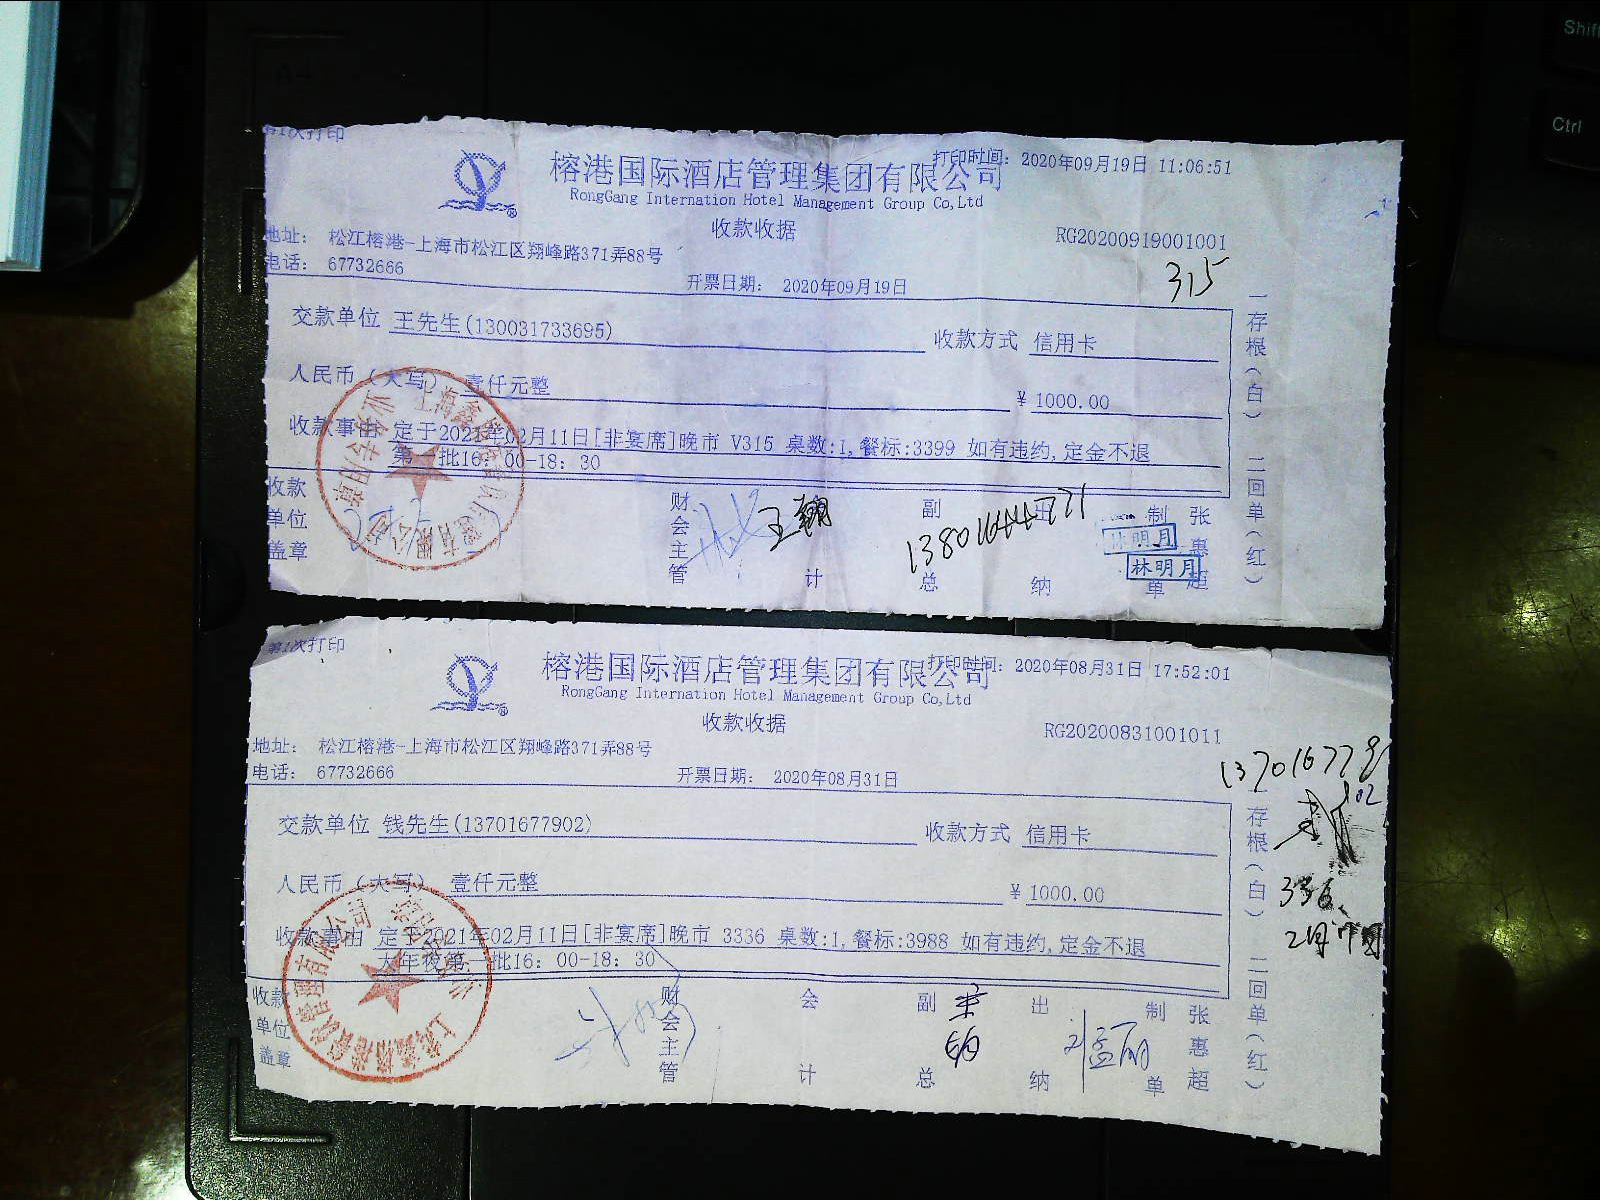 A4
Shift
Ctrl
第1次打印
榕港国际酒店管理集团有限公司
打印时间: 2020年09月19日 11:06:51
RongGang Internation Hotel Management Group Co,Ltd
收款收据
RG20200919001001
315
地址: 松江榕港-上海市松江区翔峰路371弄88号
电话: 67732666
开票日期: 2020年09月19日
交款单位 王先生(130031733695)
收款方式 信用卡
人民币(大写) 壹仟元整
¥ 1000.00
收款事由 定于2021年02月11日[非宴席]晚市 V315 桌数:1,餐标:3399 如有违约,定金不退
第一批16: 00-18: 30
收款单位盖章
财会主管
王翔
计
副总
出纳
制单
张惠超
林明月
林明月
一存根(白) 二回单(红)
第1次打印
榕港国际酒店管理集团有限公司
打印时间: 2020年08月31日 17:52:01
RongGang Internation Hotel Management Group Co,Ltd
收款收据
RG20200831001011
地址: 松江榕港-上海市松江区翔峰路371弄88号
电话: 67732666
开票日期: 2020年08月31日
交款单位 钱先生(13701677902)
收款方式 信用卡
人民币(大写) 壹仟元整
¥ 1000.00
收款事由 定于2021年02月11日[非宴席]晚市 3336 桌数:1,餐标:3988 如有违约,定金不退
大年夜第一批16: 00-18: 30
收款单位盖章
财会主管
会计
副总
出纳
制单
张惠超
一存根(白) 二回单(红)
336